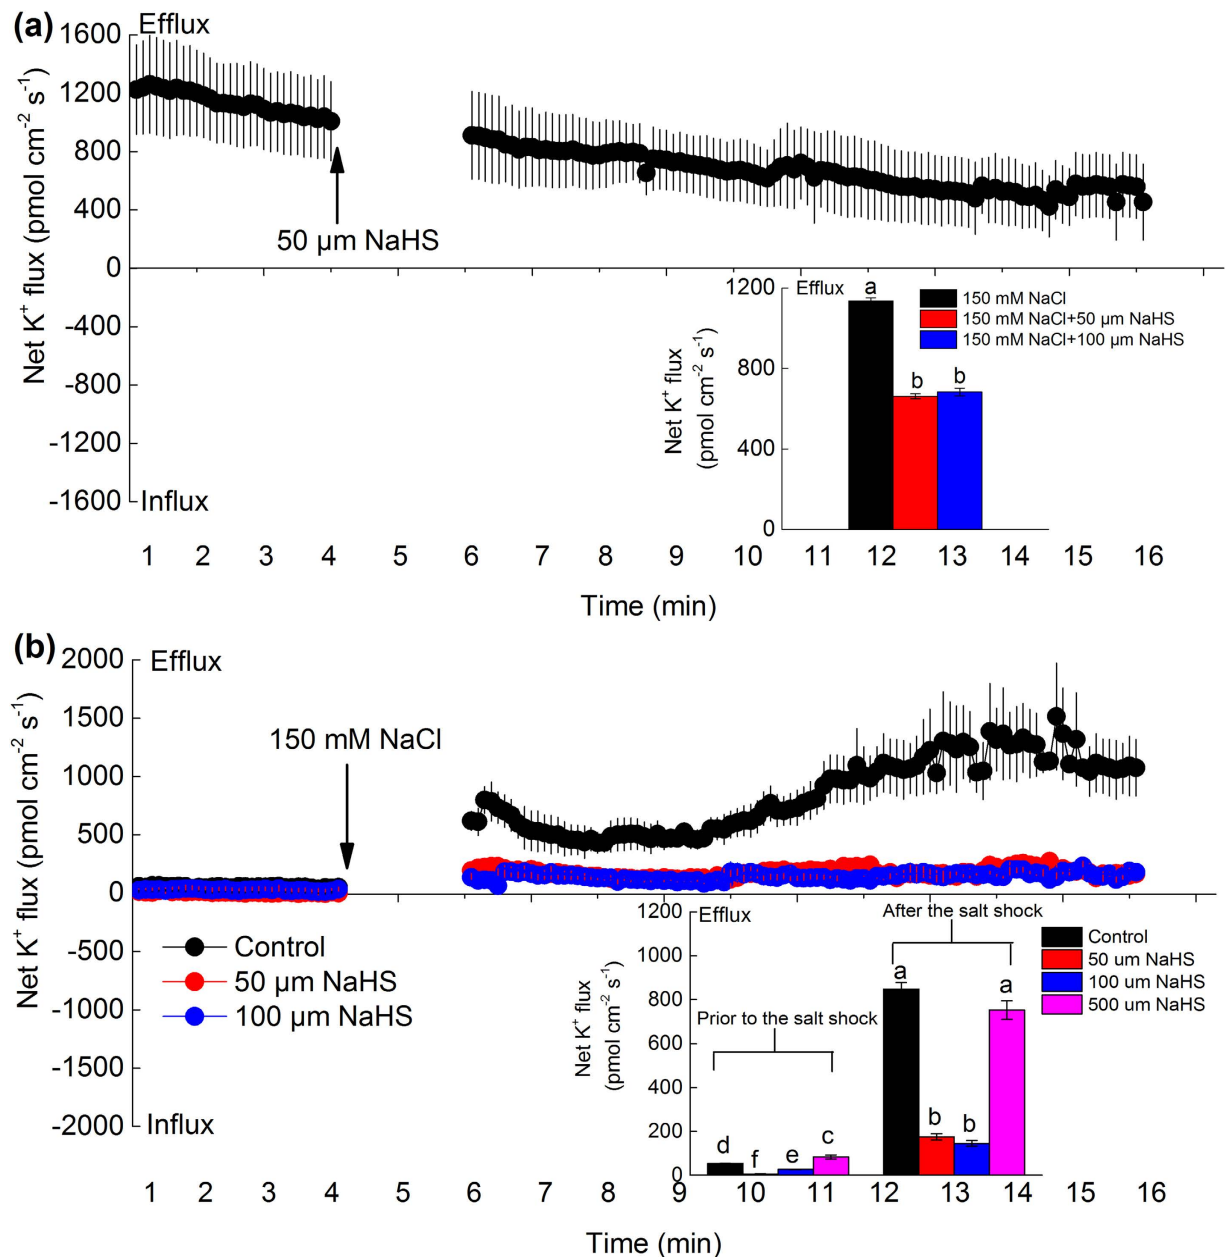 (a)
Efflux
1600
1200
800
400
0
-400
-800
-1200
-1600
Net K⁺ flux (pmol cm⁻² s⁻¹)
50 µm NaHS
Influx
1200
800
400
0
Net K⁺ flux
(pmol cm⁻² s⁻¹)
Efflux
a
b
b
150 mM NaCl
150 mM NaCl+50 µm NaHS
150 mM NaCl+100 µm NaHS
1 2 3 4 5 6 7 8 9 10 11 12 13 14 15 16
Time (min)
(b)
2000
1500
1000
500
0
-500
-1000
-1500
-2000
Net K⁺ flux (pmol cm⁻² s⁻¹)
Efflux
150 mM NaCl
Control
50 µm NaHS
100 µm NaHS
Influx
1200
1000
800
600
400
200
0
Net K⁺ flux
(pmol cm⁻² s⁻¹)
Efflux
After the salt shock
Prior to the salt shock
d
f
e
c
a
b
b
a
Control
50 um NaHS
100 um NaHS
500 um NaHS
1 2 3 4 5 6 7 8 9 10 11 12 13 14 15 16
Time (min)